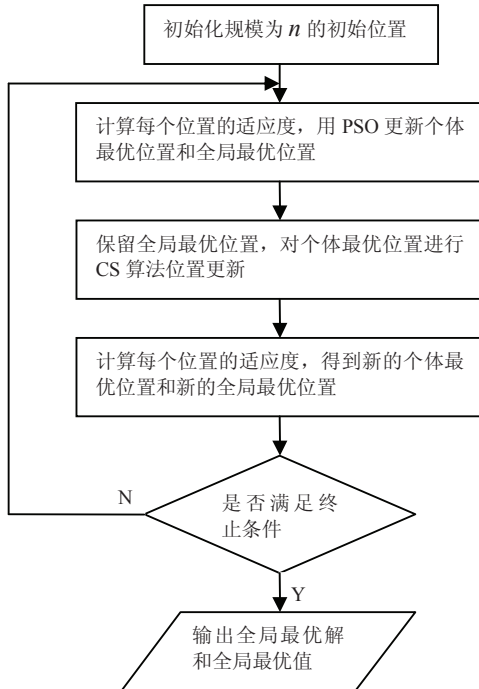 初始化规模为 n 的初始位置
计算每个位置的适应度，用 PSO 更新个体
最优位置和全局最优位置
保留全局最优位置，对个体最优位置进行
CS 算法位置更新
计算每个位置的适应度，得到新的个体最
优位置和新的全局最优位置
N
是否满足终
止条件
Y
输出全局最优解
和全局最优值